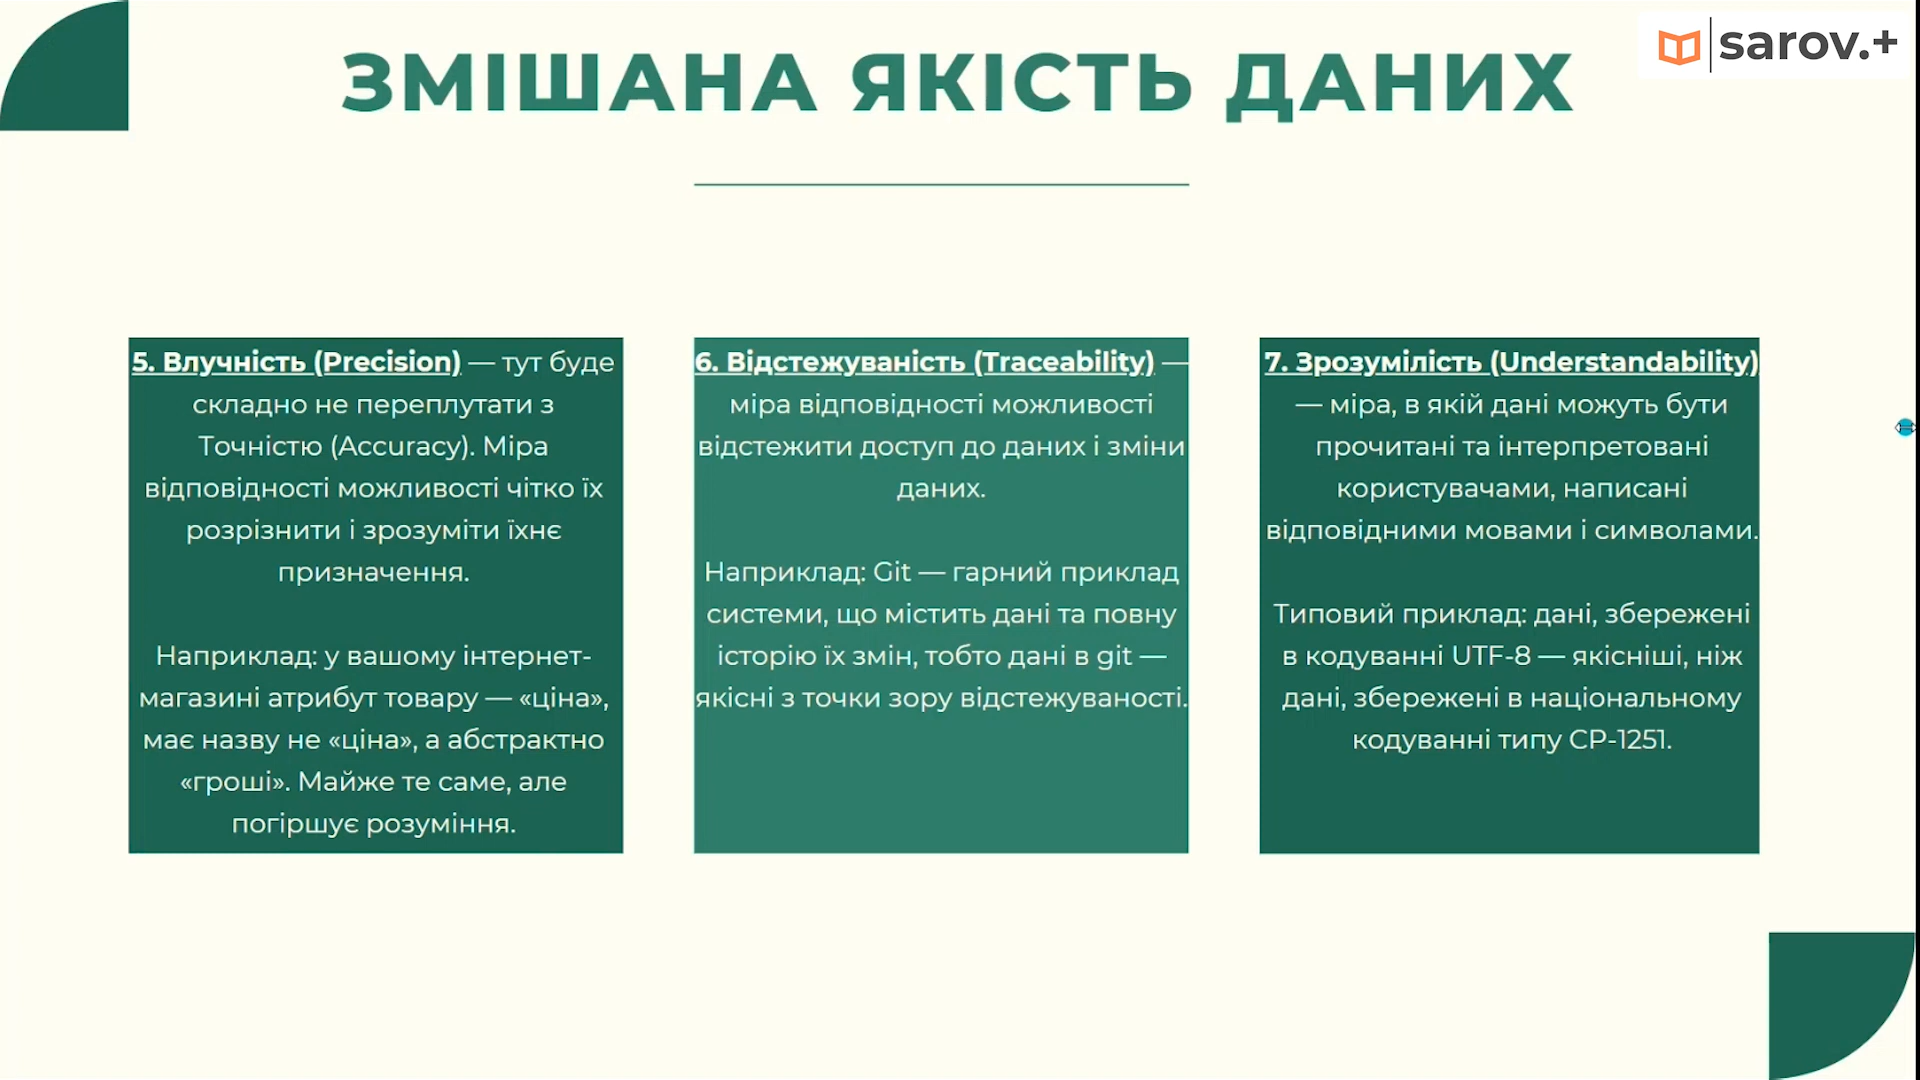 sarov.+
ЗМІШАНА ЯКІСТЬ ДАНИХ
5. Влучність (Precision) — тут буде
складно не переплутати з
Точністю (Accuracy). Міра
відповідності можливості чітко їх
розрізнити і зрозуміти їхнє
призначення.
Наприклад: у вашому інтернет-
магазині атрибут товару — «ціна»,
має назву не «ціна», а абстрактно
«гроші». Майже те саме, але
погіршує розуміння.
6. Відстежуваність (Traceability) —
міра відповідності можливості
відстежити доступ до даних і зміни
даних.
Наприклад: Git — гарний приклад
системи, що містить дані та повну
історію їх змін, тобто дані в git —
якісні з точки зору відстежуваності.
7. Зрозумілість (Understandability)
— міра, в якій дані можуть бути
прочитані та інтерпретовані
користувачами, написані
відповідними мовами і символами.
Типовий приклад: дані, збережені
в кодуванні UTF-8 — якісніші, ніж
дані, збережені в національному
кодуванні типу CP-1251.